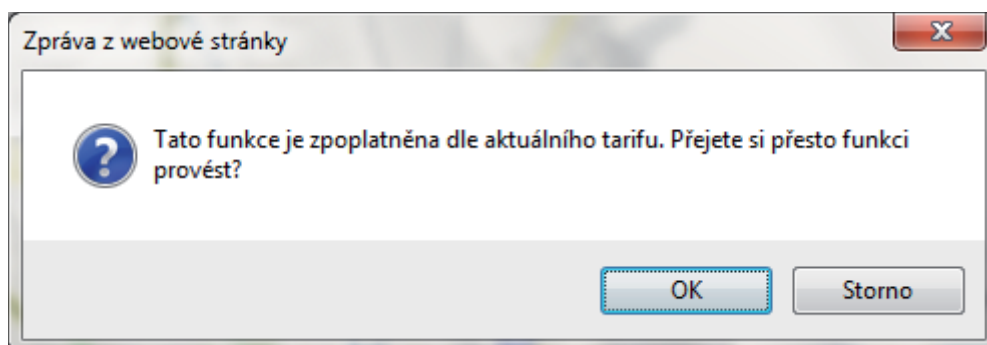 Zpráva z webové stránky
Tato funkce je zpoplatněna dle aktuálního tarifu. Přejete si přesto funkci
provést?
OK
Storno